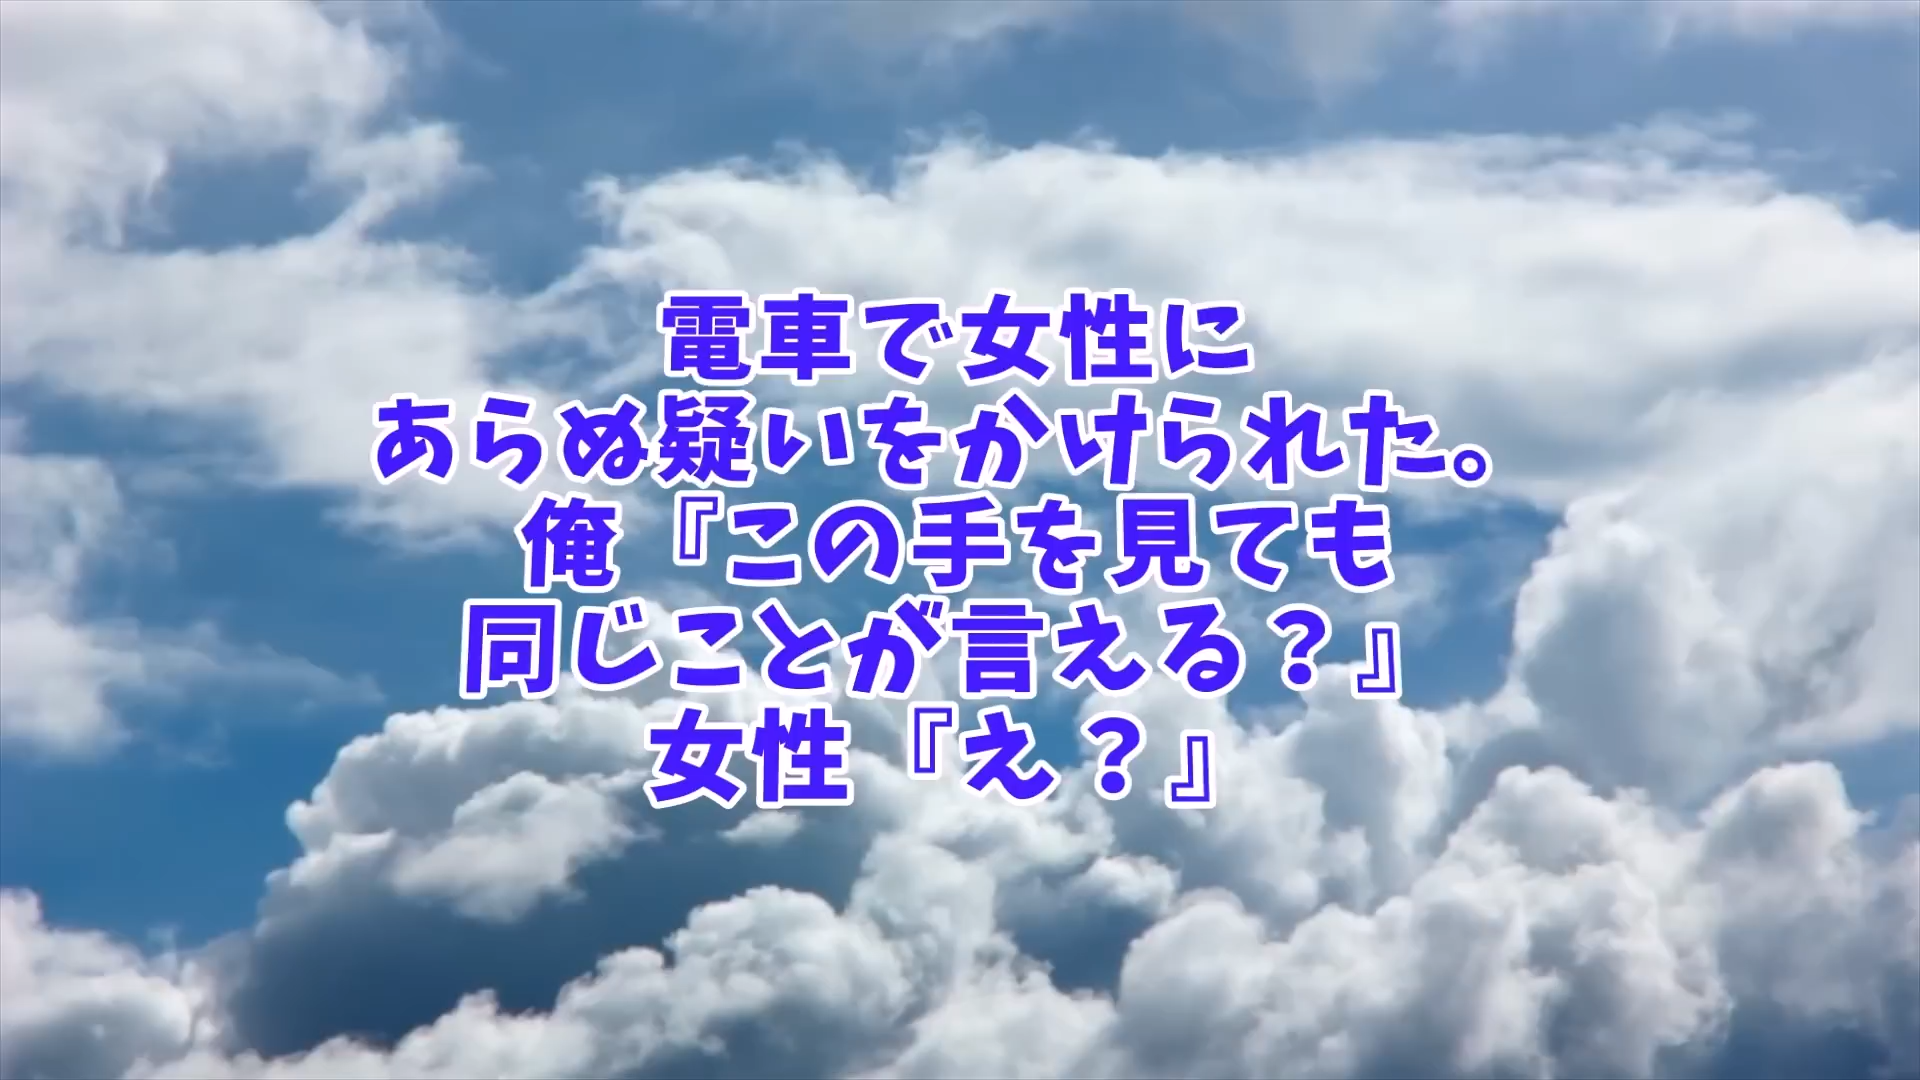 電車で女性に
あらぬ疑いをかけられた。
俺『この手を見ても
同じことが言える？』
女性『え？』